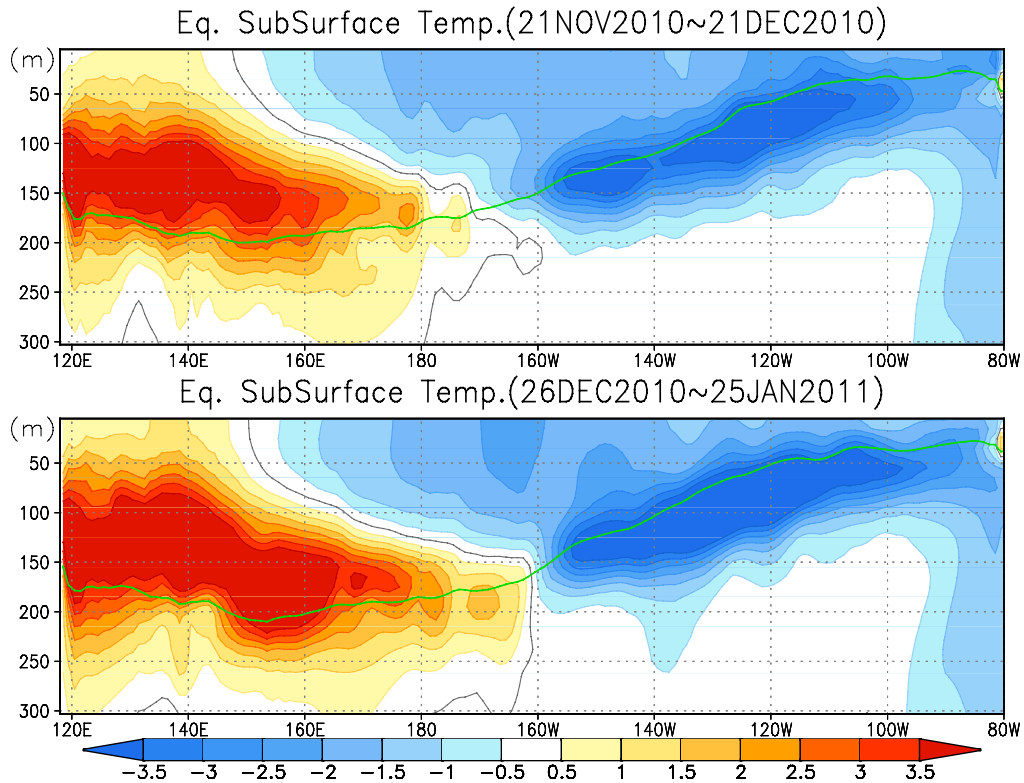 Eq. SubSurface Temp.(21NOV2010~21DEC2010)
(m)
50
100
150
200
250
300
120E 140E 160E 180 160W 140W 120W 100W 80W
Eq. SubSurface Temp.(26DEC2010~25JAN2011)
(m)
50
100
150
200
250
300
120E 140E 160E 180 160W 140W 120W 100W 80W
-3.5 -3 -2.5 -2 -1.5 -1 -0.5 0.5 1 1.5 2 2.5 3 3.5